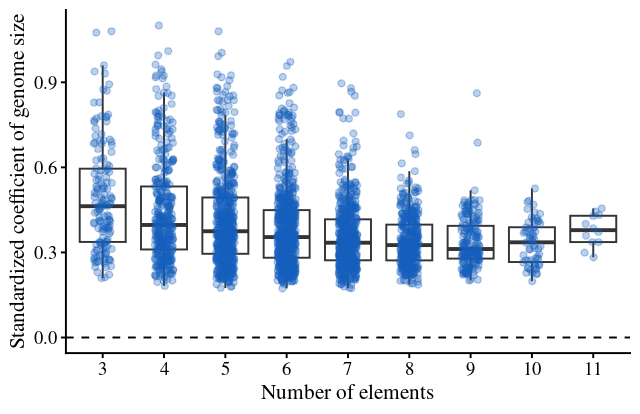 Standardized coefficient of genome size
0.9
0.6
0.3
0.0
3 4 5 6 7 8 9 10 11
Number of elements